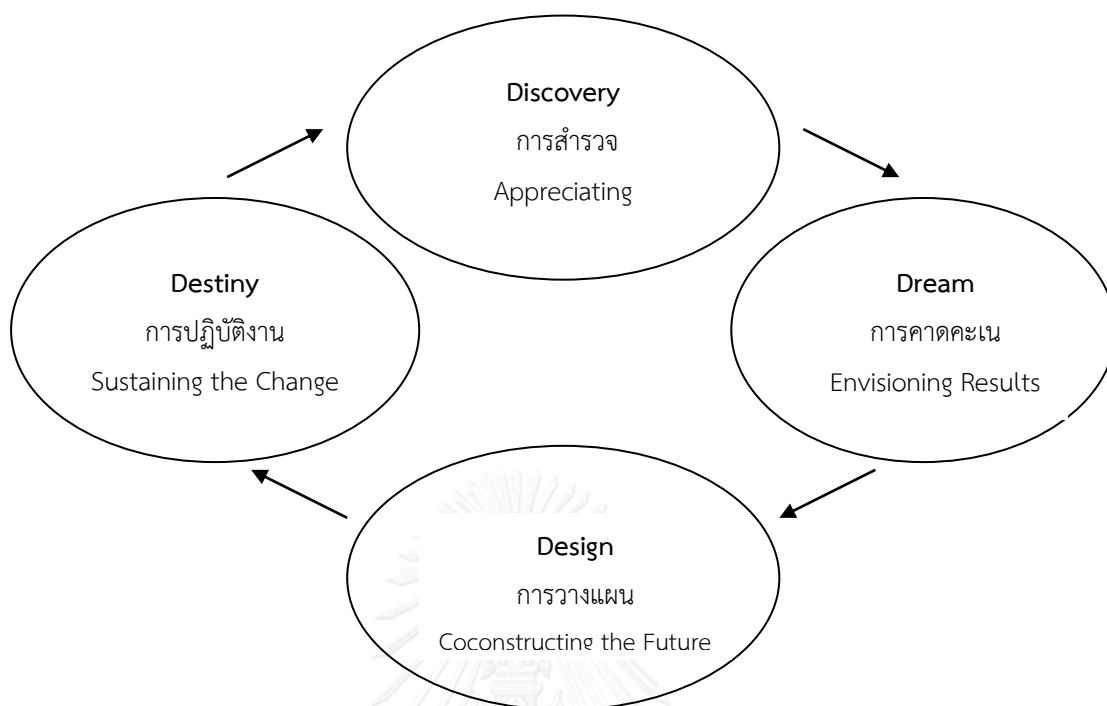 Discovery
การสำรวจ
Appreciating
Destiny
การปฏิบัติงาน
Sustaining the Change
Dream
การคาดคะเน
Envisioning Results
Design
การวางแผน
Coconstructing the Future